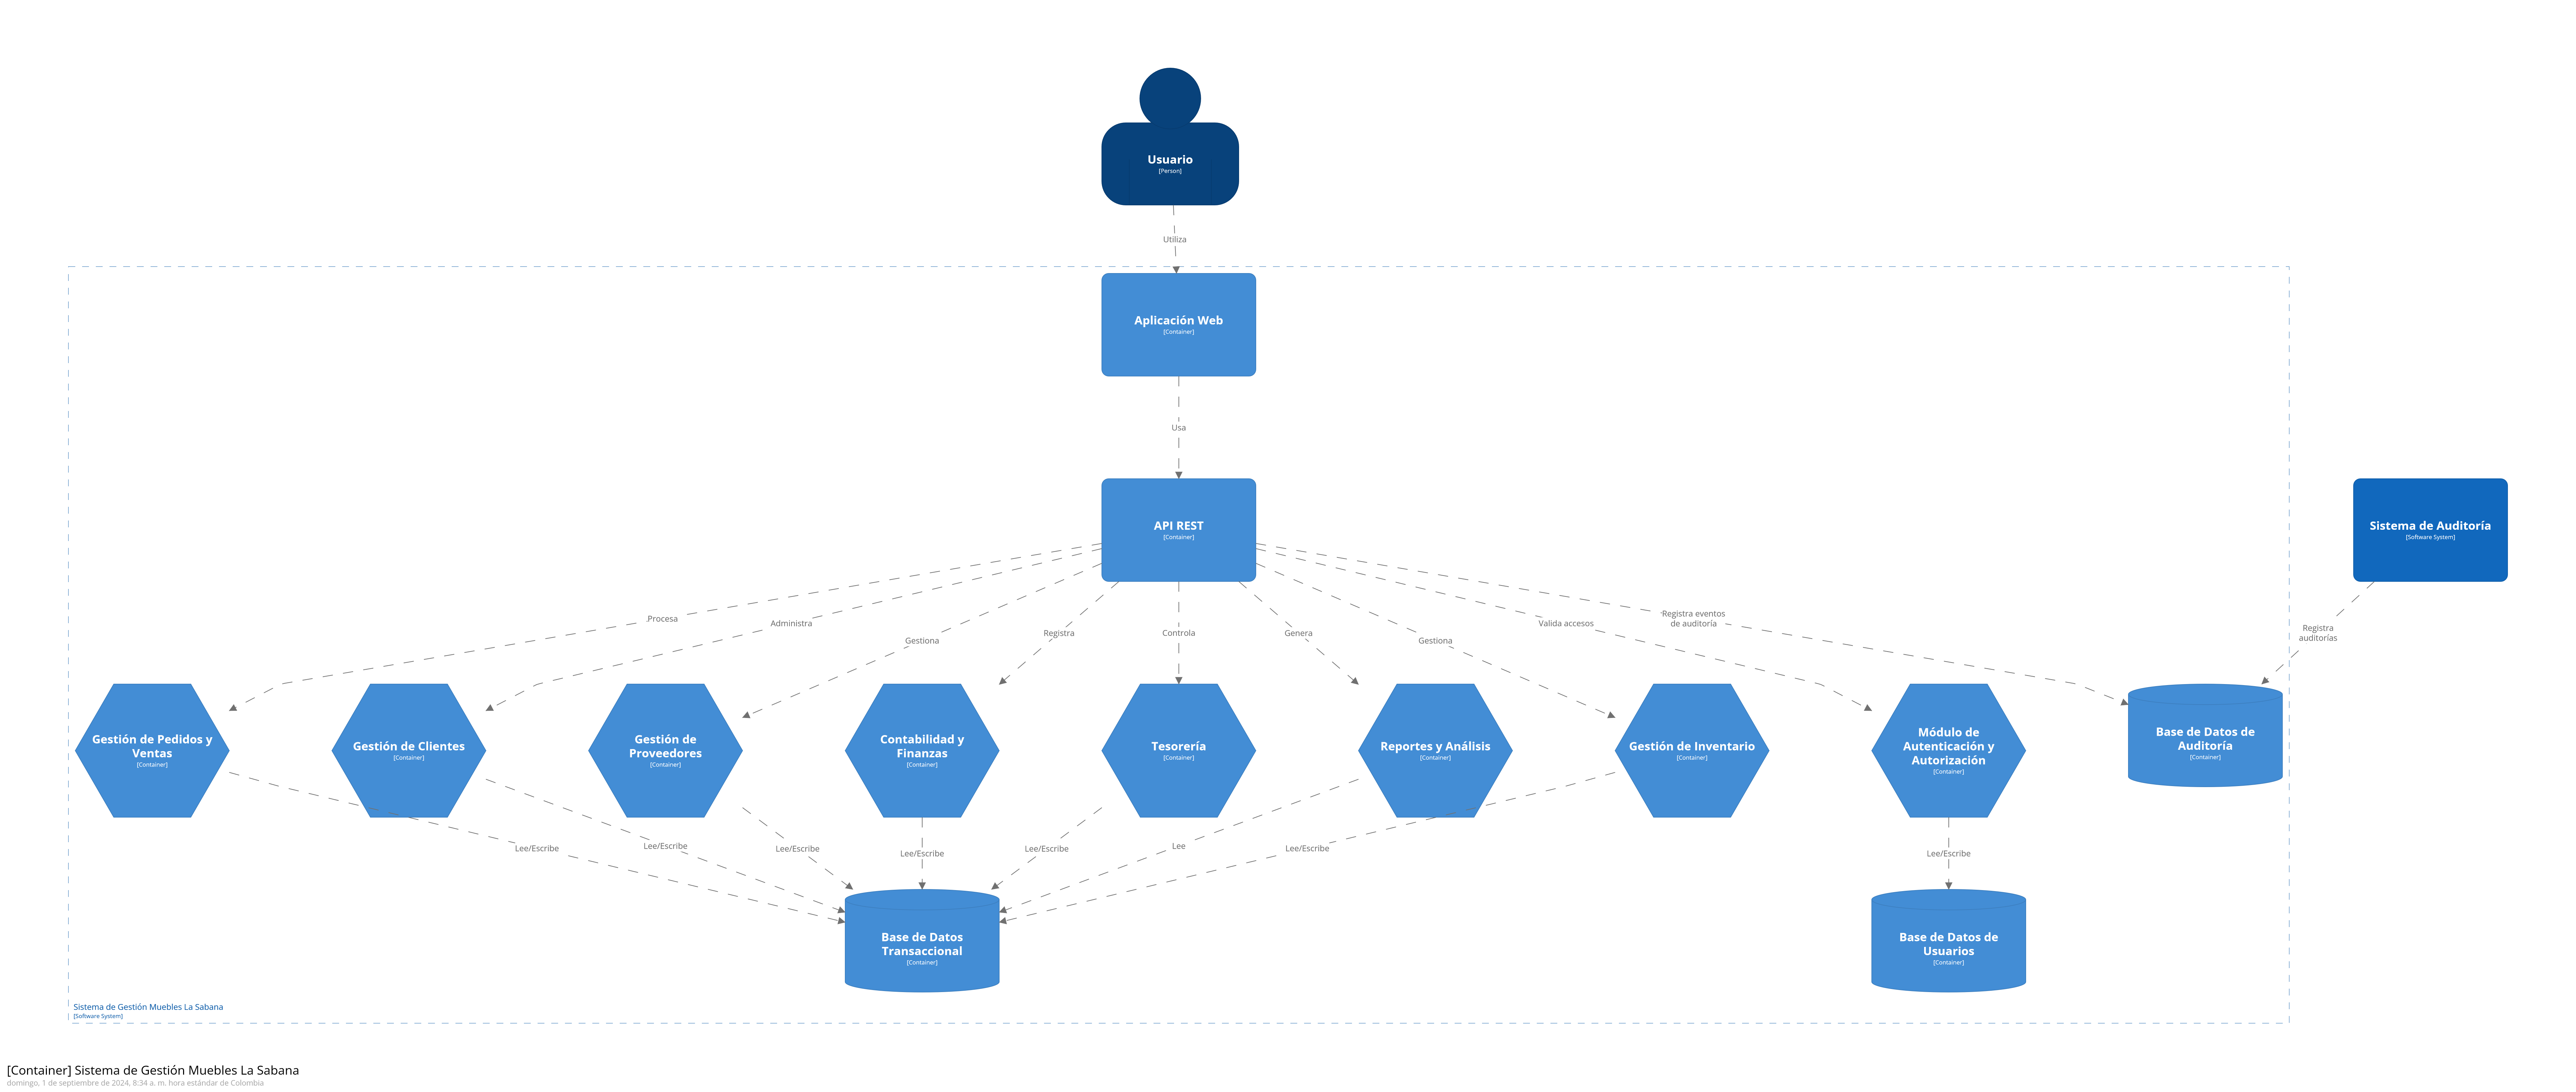 Usuario
[Person]
Utiliza
Aplicación Web
[Container]
Usa
API REST
[Container]
Sistema de Auditoría
[Software System]
Procesa
Administra
Gestiona
Registra
Controla
Genera
Gestiona
Valida accesos
Registra eventos
de auditoría
Registra
auditorías
Gestión de Pedidos y
Ventas
[Container]
Gestión de Clientes
[Container]
Gestión de
Proveedores
[Container]
Contabilidad y
Finanzas
[Container]
Tesorería
[Container]
Reportes y Análisis
[Container]
Gestión de Inventario
[Container]
Módulo de
Autenticación y
Autorización
[Container]
Base de Datos de
Auditoría
[Container]
Lee/Escribe
Lee/Escribe
Lee/Escribe
Lee/Escribe
Lee/Escribe
Lee
Lee/Escribe
Lee/Escribe
Base de Datos
Transaccional
[Container]
Base de Datos de
Usuarios
[Container]
Sistema de Gestión Muebles La Sabana
[Software System]
[Container] Sistema de Gestión Muebles La Sabana
domingo, 1 de septiembre de 2024, 8:34 a. m. hora estándar de Colombia